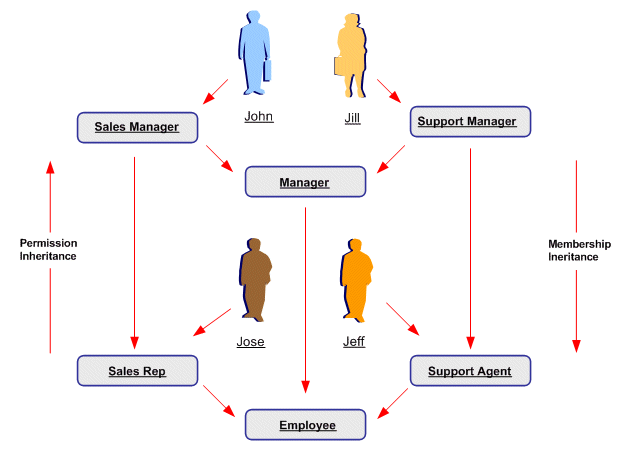 John
Jill
Sales Manager
Support Manager
Manager
Permission
Inheritance
Membership
Ineritance
Jose
Jeff
Sales Rep
Support Agent
Employee